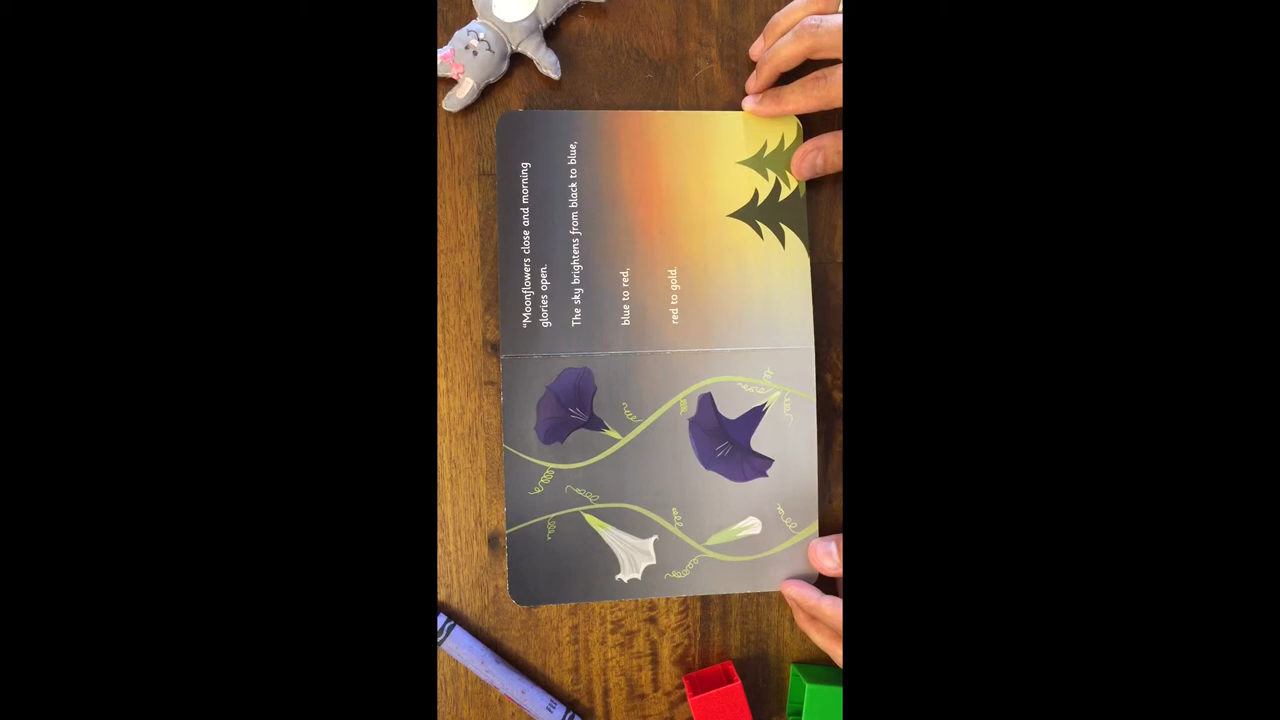 “Moonflowers close and morning
glories open.
The sky brightens from black to blue,
blue to red,
red to gold.